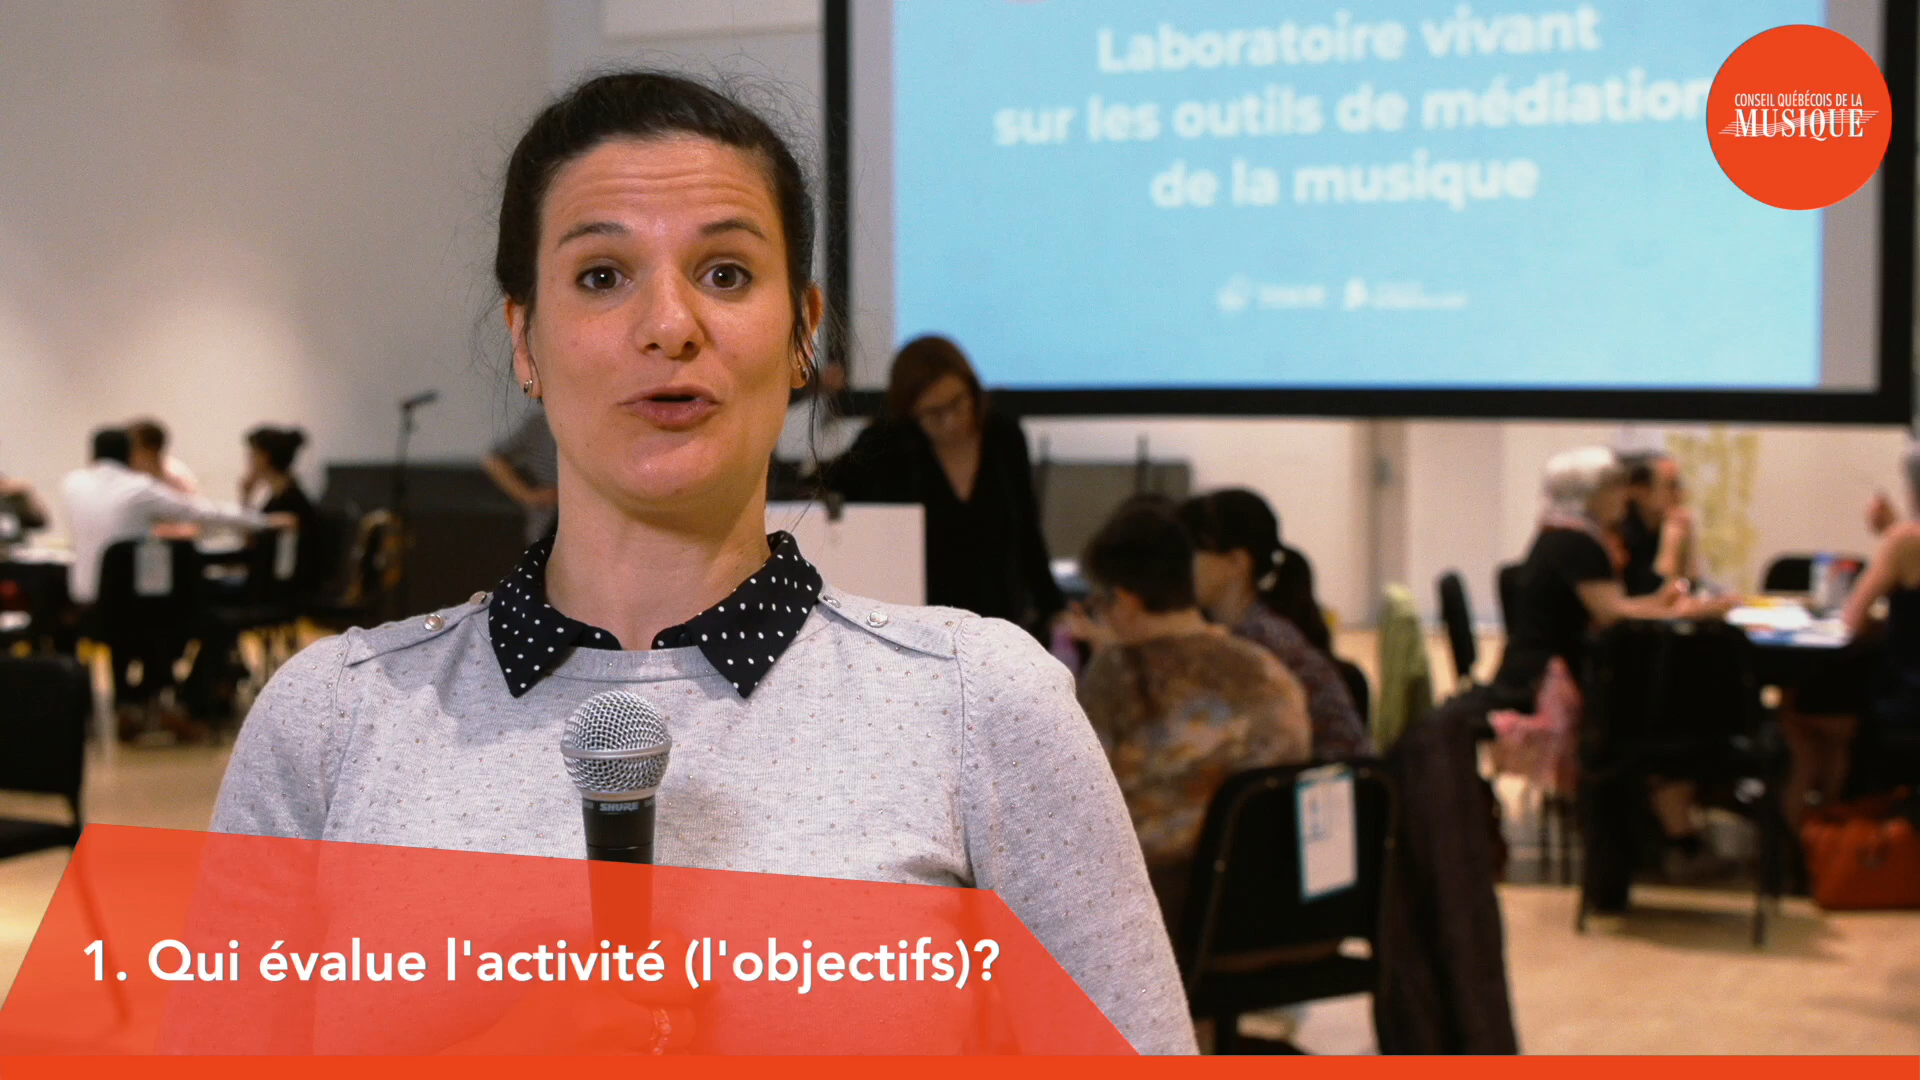 Laboratoire vivant
sur les outils de médiation
de la musique
CONSEIL QUÉBÉCOIS DE LA
MUSIQUE
SHURE
1. Qui évalue l'activité (l'objectifs)?